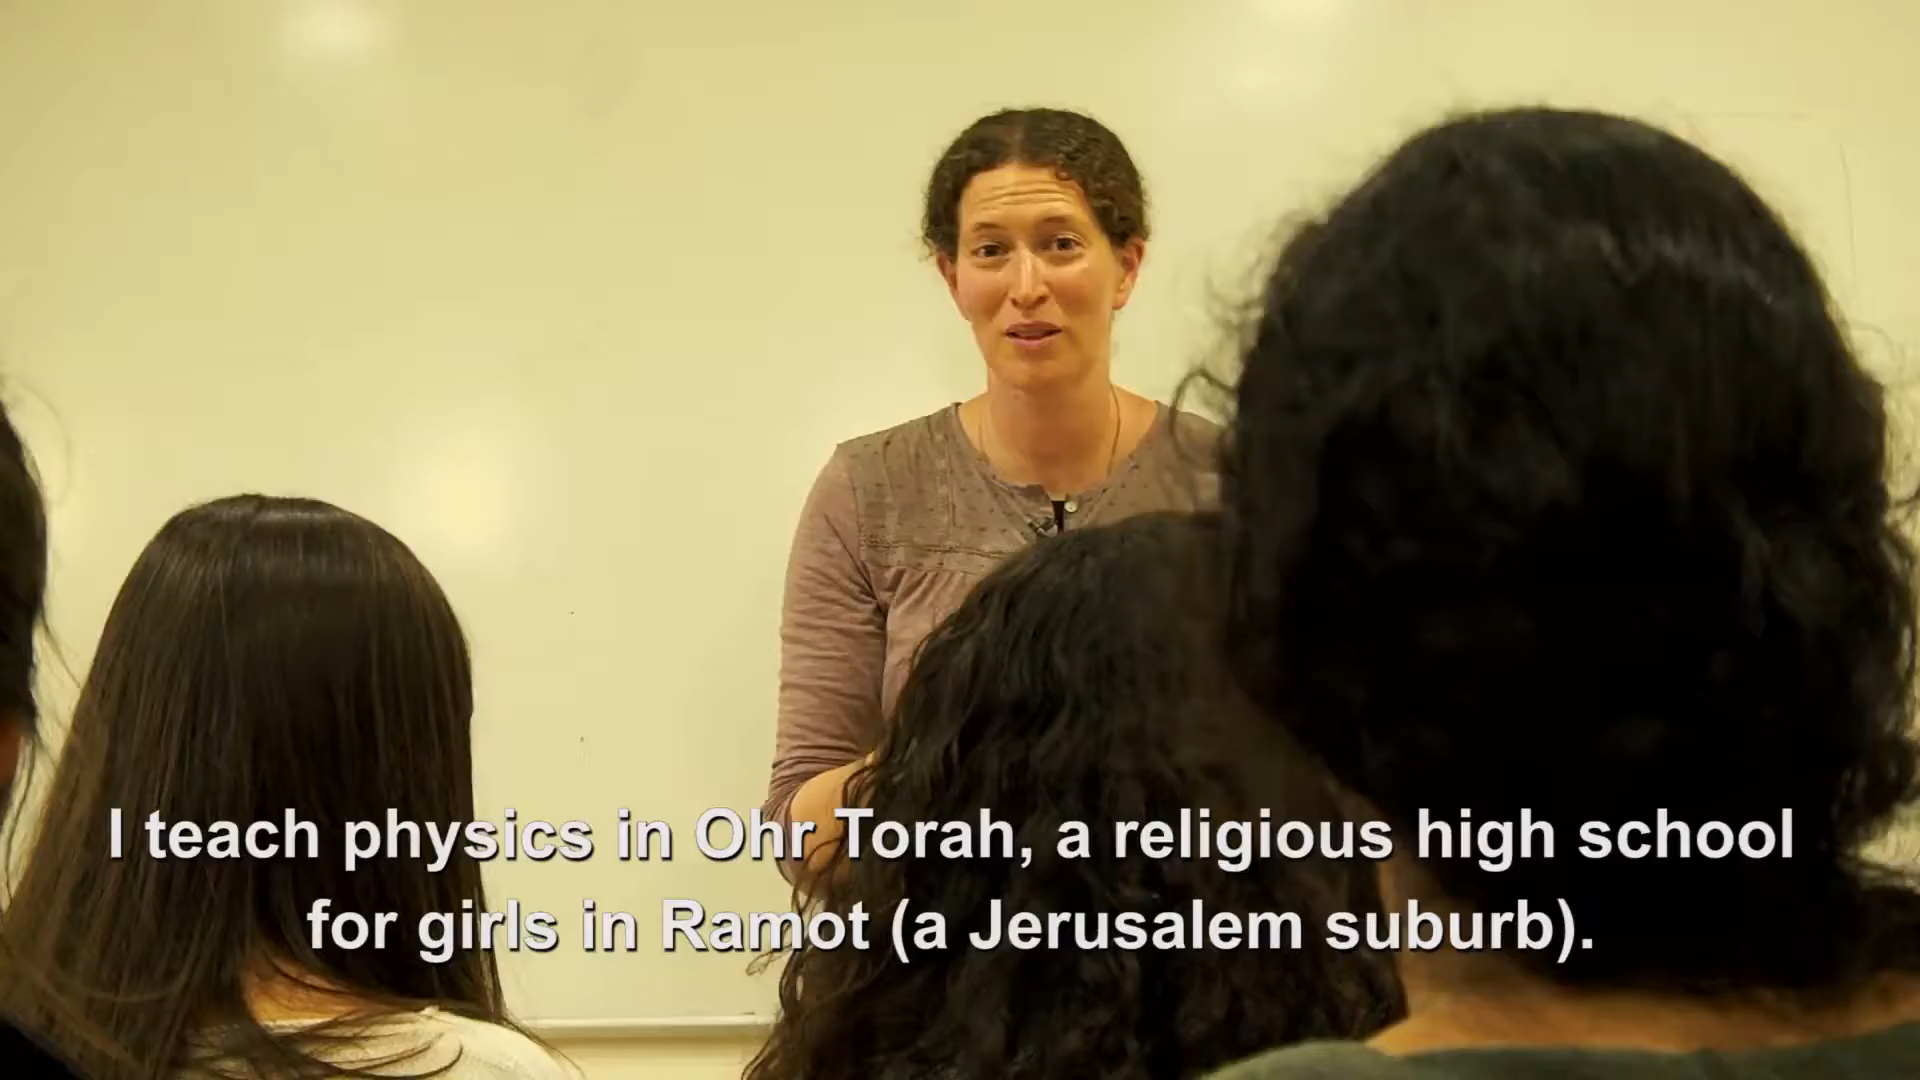 I teach physics in Ohr Torah, a religious high school
for girls in Ramot (a Jerusalem suburb).